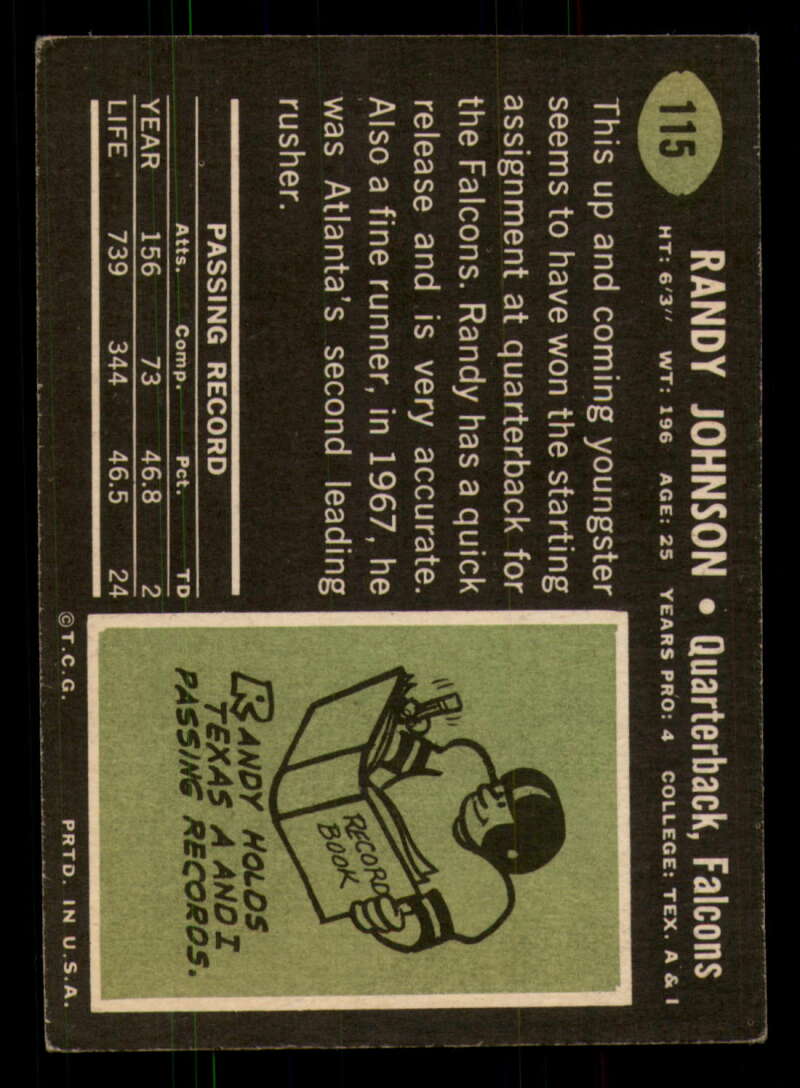 115
RANDY JOHNSON • Quarterback, Falcons
HT: 6'3'' WT: 196 AGE: 25 YEARS PRO: 4 COLLEGE: TEX. A & I
This up and coming youngster
seems to have won the starting
assignment at quarterback for
the Falcons. Randy has a quick
release and is very accurate.
Also a fine runner, in 1967, he
was Atlanta's second leading
rusher.
PASSING RECORD
Atts. Comp. Pct. TD
YEAR 156 73 46.8 2
LIFE 739 344 46.5 24
RECORD
BOOK
RANDY HOLDS
TEXAS A AND I
PASSING RECORDS.
©T.C.G. PRTD. IN U.S.A.